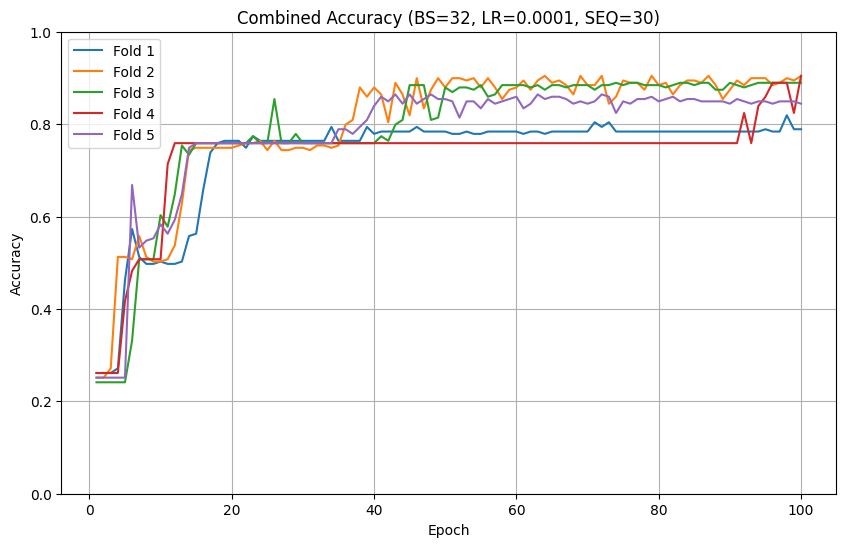 Combined Accuracy (BS=32, LR=0.0001, SEQ=30)
1.0
0.8
0.6
0.4
0.2
0.0
Accuracy
Fold 1
Fold 2
Fold 3
Fold 4
Fold 5
0 20 40 60 80 100
Epoch